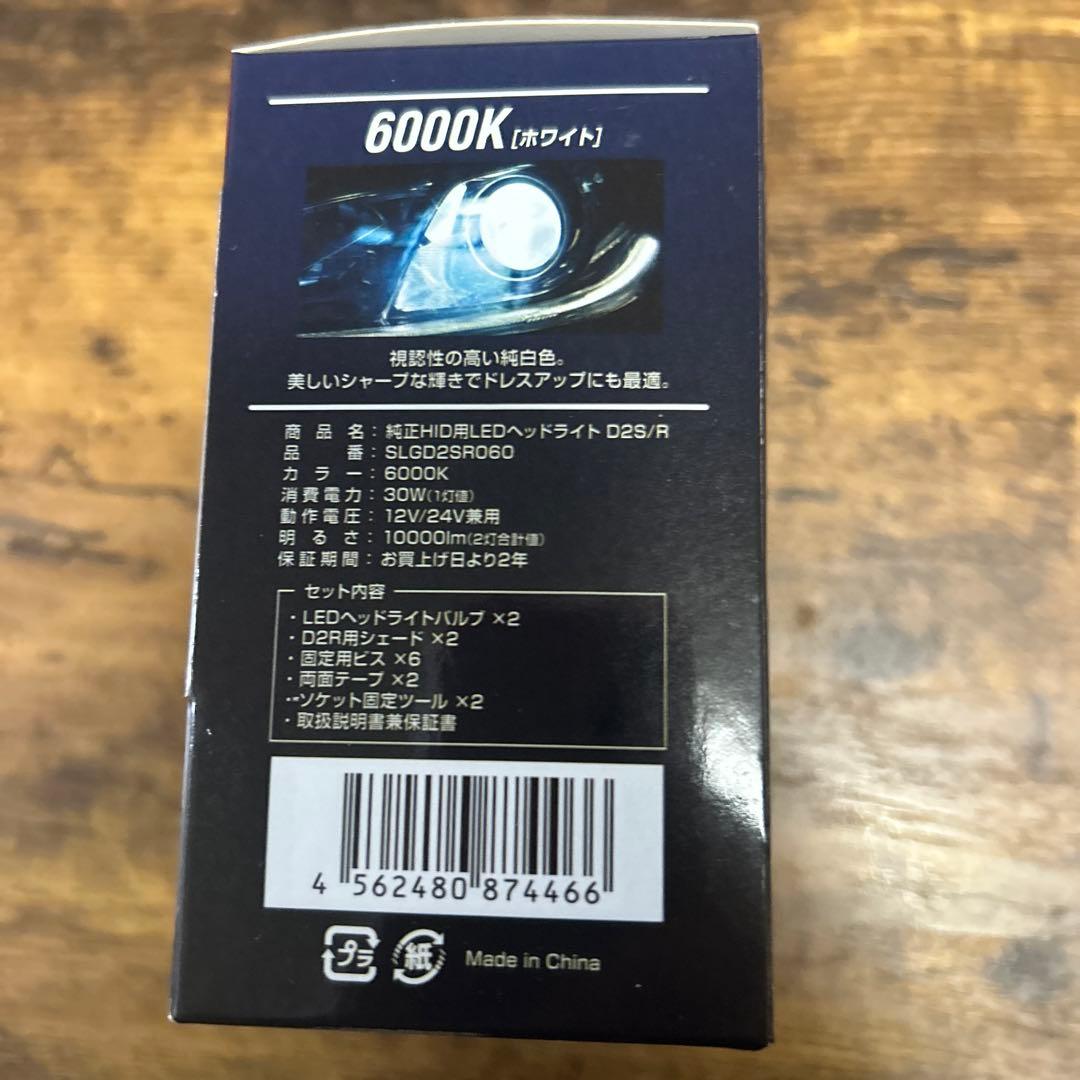 6000K [ホワイト]
視認性の高い純白色。
美しいシャープな輝きでドレスアップにも最適。
商品名：純正HID用LEDヘッドライト D2S/R
品番：SLGD2SR060
カラー：6000K
消費電力：30W(1灯値)
動作電圧：12V/24V兼用
明るさ：10000lm(2灯合計値)
保証期間：お買上げ日より2年
セット内容
・LEDヘッドライトバルブ ×2
・D2R用シェード ×2
・固定用ビス ×6
・両面テープ ×2
・ソケット固定ツール ×2
・取扱説明書兼保証書
4 562480 874466
プラ 紙 Made in China